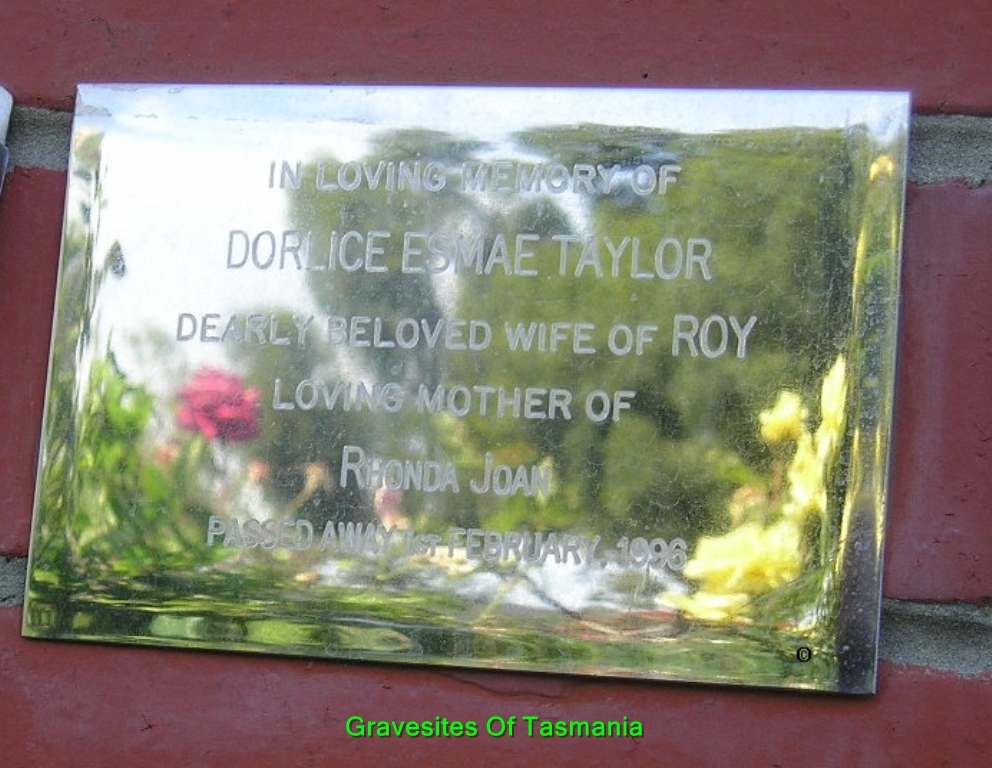 IN LOVING MEMORY OF
DORLICE ESMAE TAYLOR
DEARLY BELOVED WIFE OF ROY
LOVING MOTHER OF
RHONDA JOAN
PASSED AWAY 1ST FEBRUARY, 1996
©
Gravesites Of Tasmania